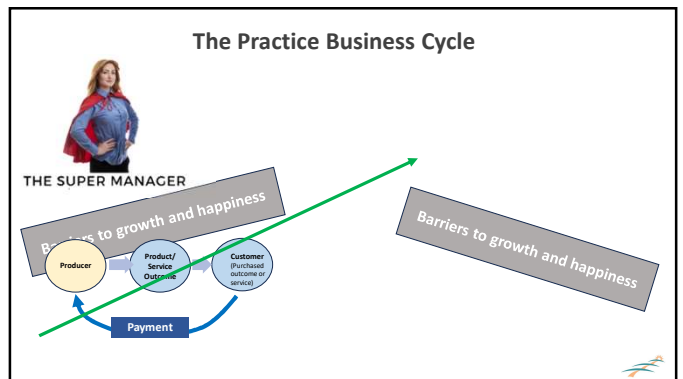 The Practice Business Cycle
THE SUPER MANAGER
Barriers to growth and happiness
Barriers to growth and happiness
Producer
Product/
Service
Outcome
Customer
(Purchased
outcome or
service)
Payment